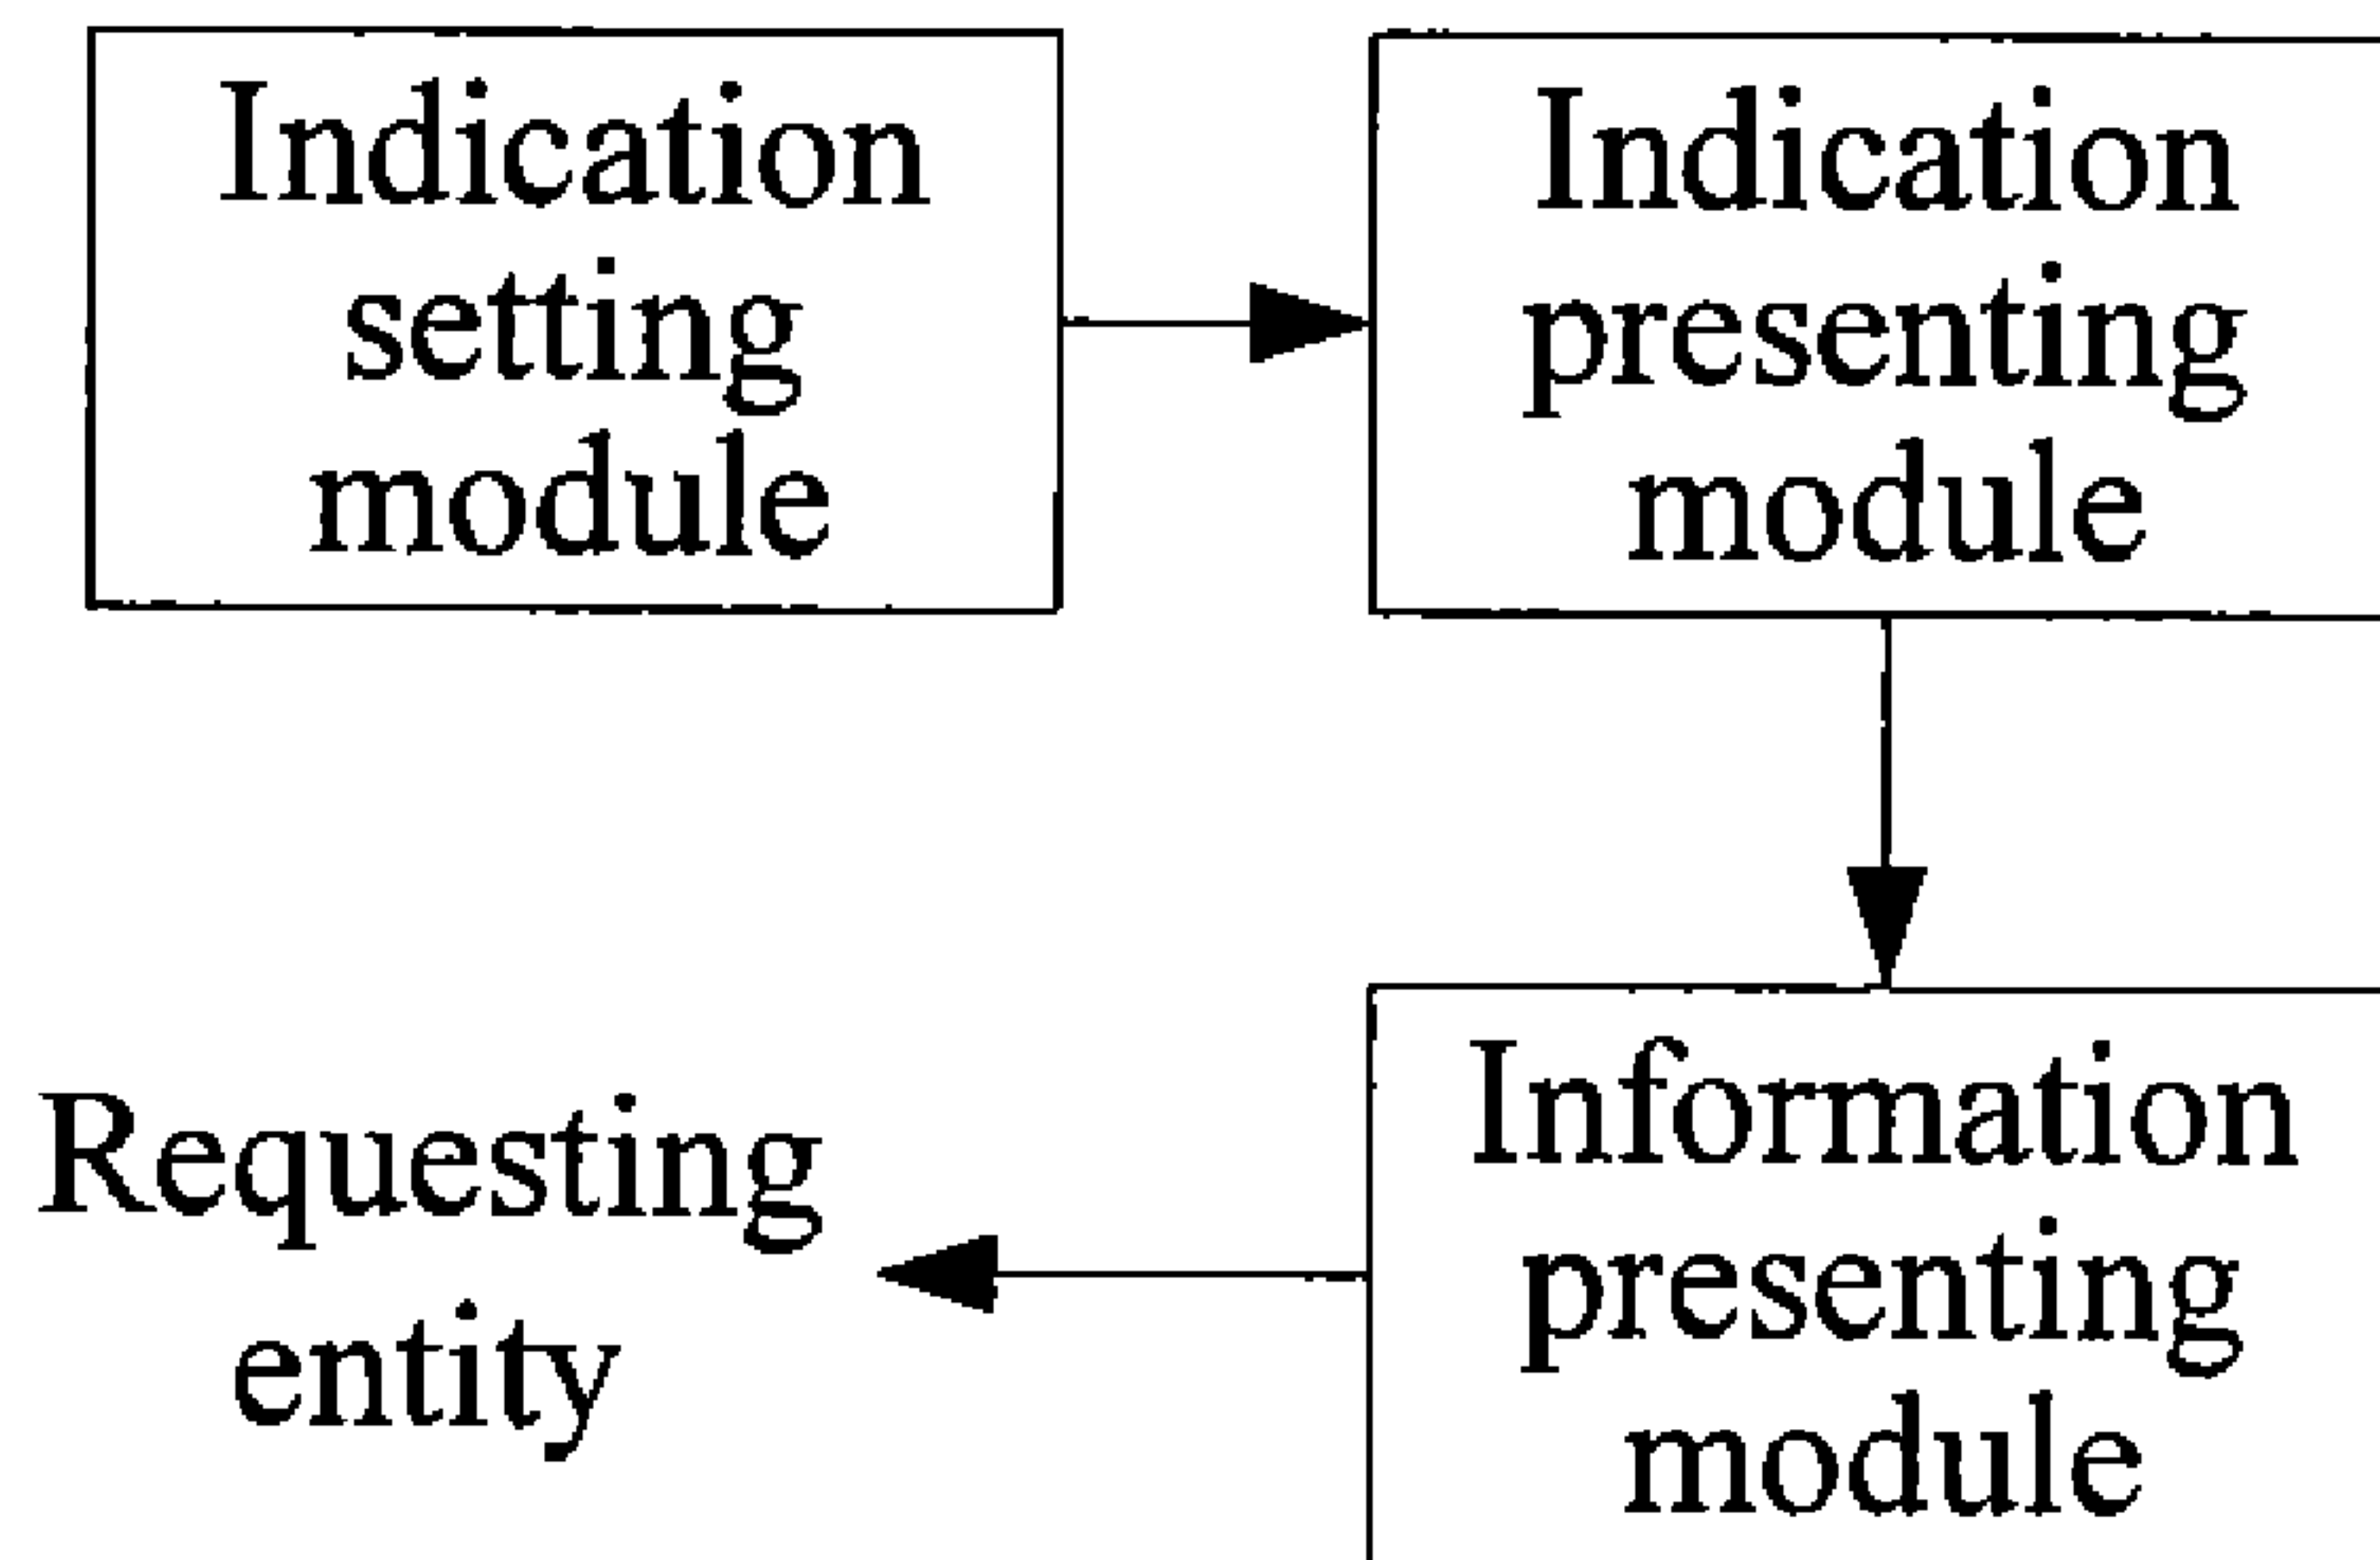 Indication
setting
module
Indication
presenting
module
Requesting
entity
Information
presenting
module